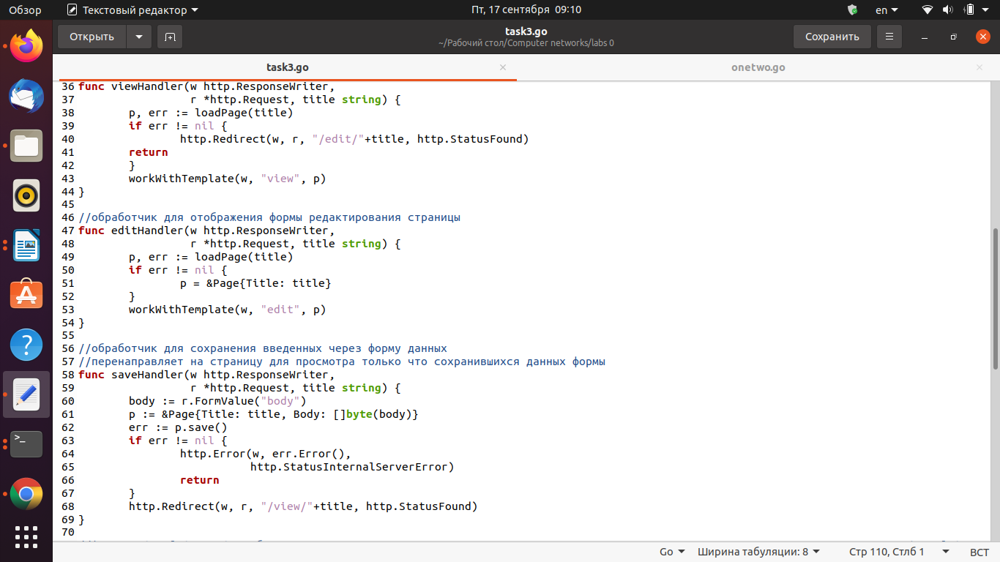 Обзор
Текстовый редактор
Пт, 17 сентября 09:10
en
Открыть
task3.go
~/Рабочий стол/Computer networks/labs 0
Сохранить
task3.go
onetwo.go
36 func viewHandler(w http.ResponseWriter,
37 r *http.Request, title string) {
38 p, err := loadPage(title)
39 if err != nil {
40 http.Redirect(w, r, "/edit/"+title, http.StatusFound)
41 return
42 }
43 workWithTemplate(w, "view", p)
44 }
45
46 //обработчик для отображения формы редактирования страницы
47 func editHandler(w http.ResponseWriter,
48 r *http.Request, title string) {
49 p, err := loadPage(title)
50 if err != nil {
51 p = &Page{Title: title}
52 }
53 workWithTemplate(w, "edit", p)
54 }
55
56 //обработчик для сохранения введенных через форму данных
57 //перенаправляет на страницу для просмотра только что сохранившихся данных формы
58 func saveHandler(w http.ResponseWriter,
59 r *http.Request, title string) {
60 body := r.FormValue("body")
61 p := &Page{Title: title, Body: []byte(body)}
62 err := p.save()
63 if err != nil {
64 http.Error(w, err.Error(),
65 http.StatusInternalServerError)
66 return
67 }
68 http.Redirect(w, r, "/view/"+title, http.StatusFound)
69 }
70
Go
Ширина табуляции: 8
Стр 110, Стлб 1
ВСТ